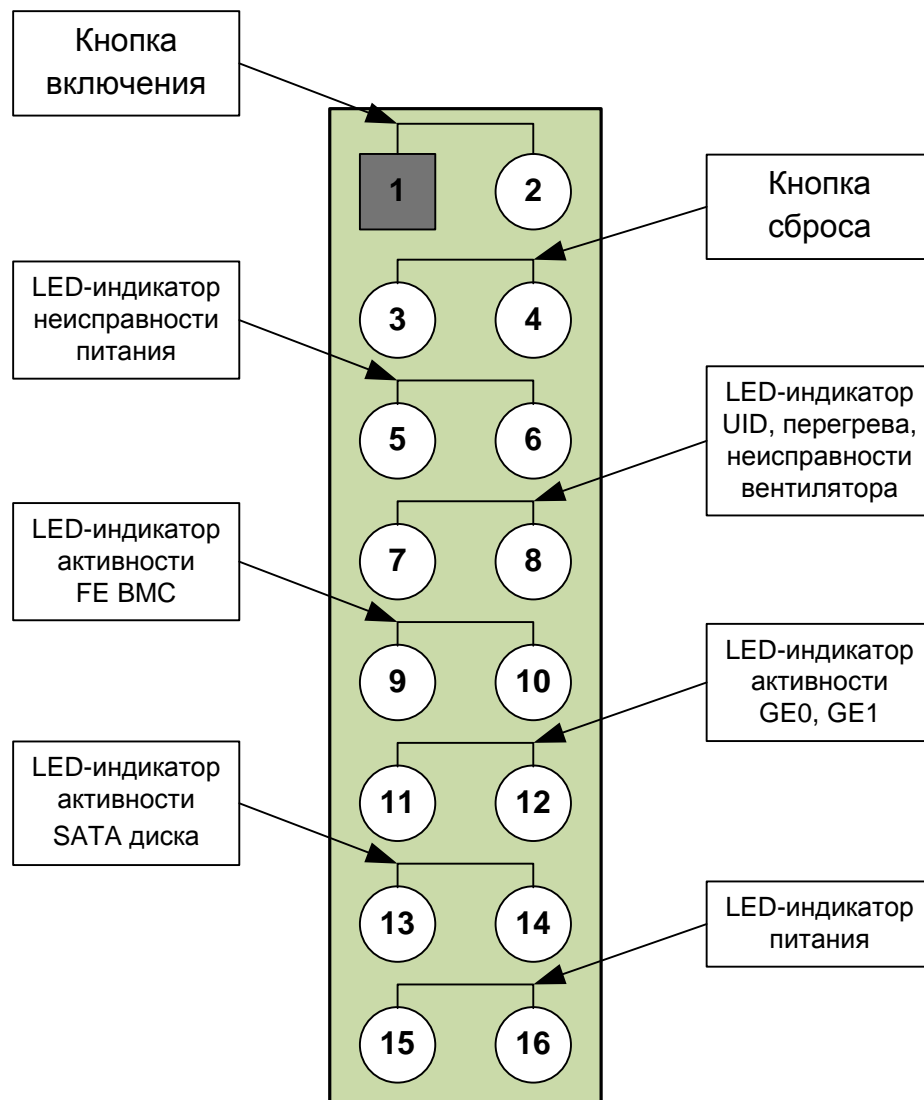 Кнопка
включения
1
2
Кнопка
сброса
LED-индикатор
неисправности
питания
3
4
LED-индикатор
UID, перегрева,
неисправности
вентилятора
5
6
LED-индикатор
активности
FE BMC
7
8
LED-индикатор
активности
GE0, GE1
9
10
LED-индикатор
активности
SATA диска
11
12
13
14
LED-индикатор
питания
15
16